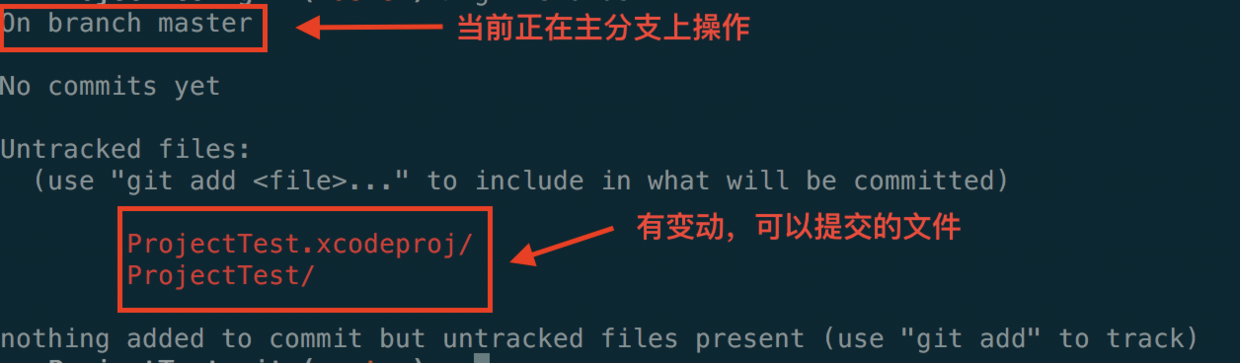 On branch master
当前正在主分支上操作
No commits yet
Untracked files:
(use "git add <file>..." to include in what will be committed)
有变动，可以提交的文件
ProjectTest.xcodeproj/
ProjectTest/
nothing added to commit but untracked files present (use "git add" to track)